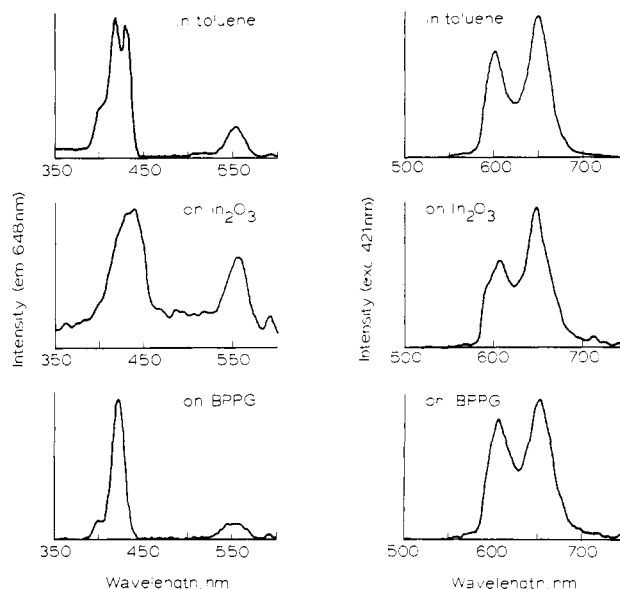 in toluene
in toluene
350 450 550
500 600 700
on In₂O₃
on In₂O₃
Intensity (em 648nm)
Intensity (exc 421nm)
350 450 550
500 600 700
on BPPG
on BPPG
350 450 550
500 600 700
Wavelength, nm
Wavelength, nm